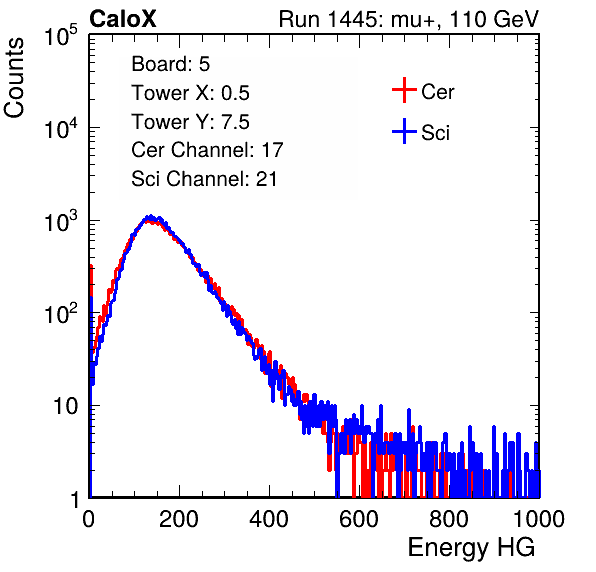 CaloX Run 1445: mu+, 110 GeV
Counts
Board: 5
Tower X: 0.5
Tower Y: 7.5
Cer Channel: 17
Sci Channel: 21
Cer
Sci
10^5
10^4
10^3
10^2
10
1
0 200 400 600 800 1000
Energy HG